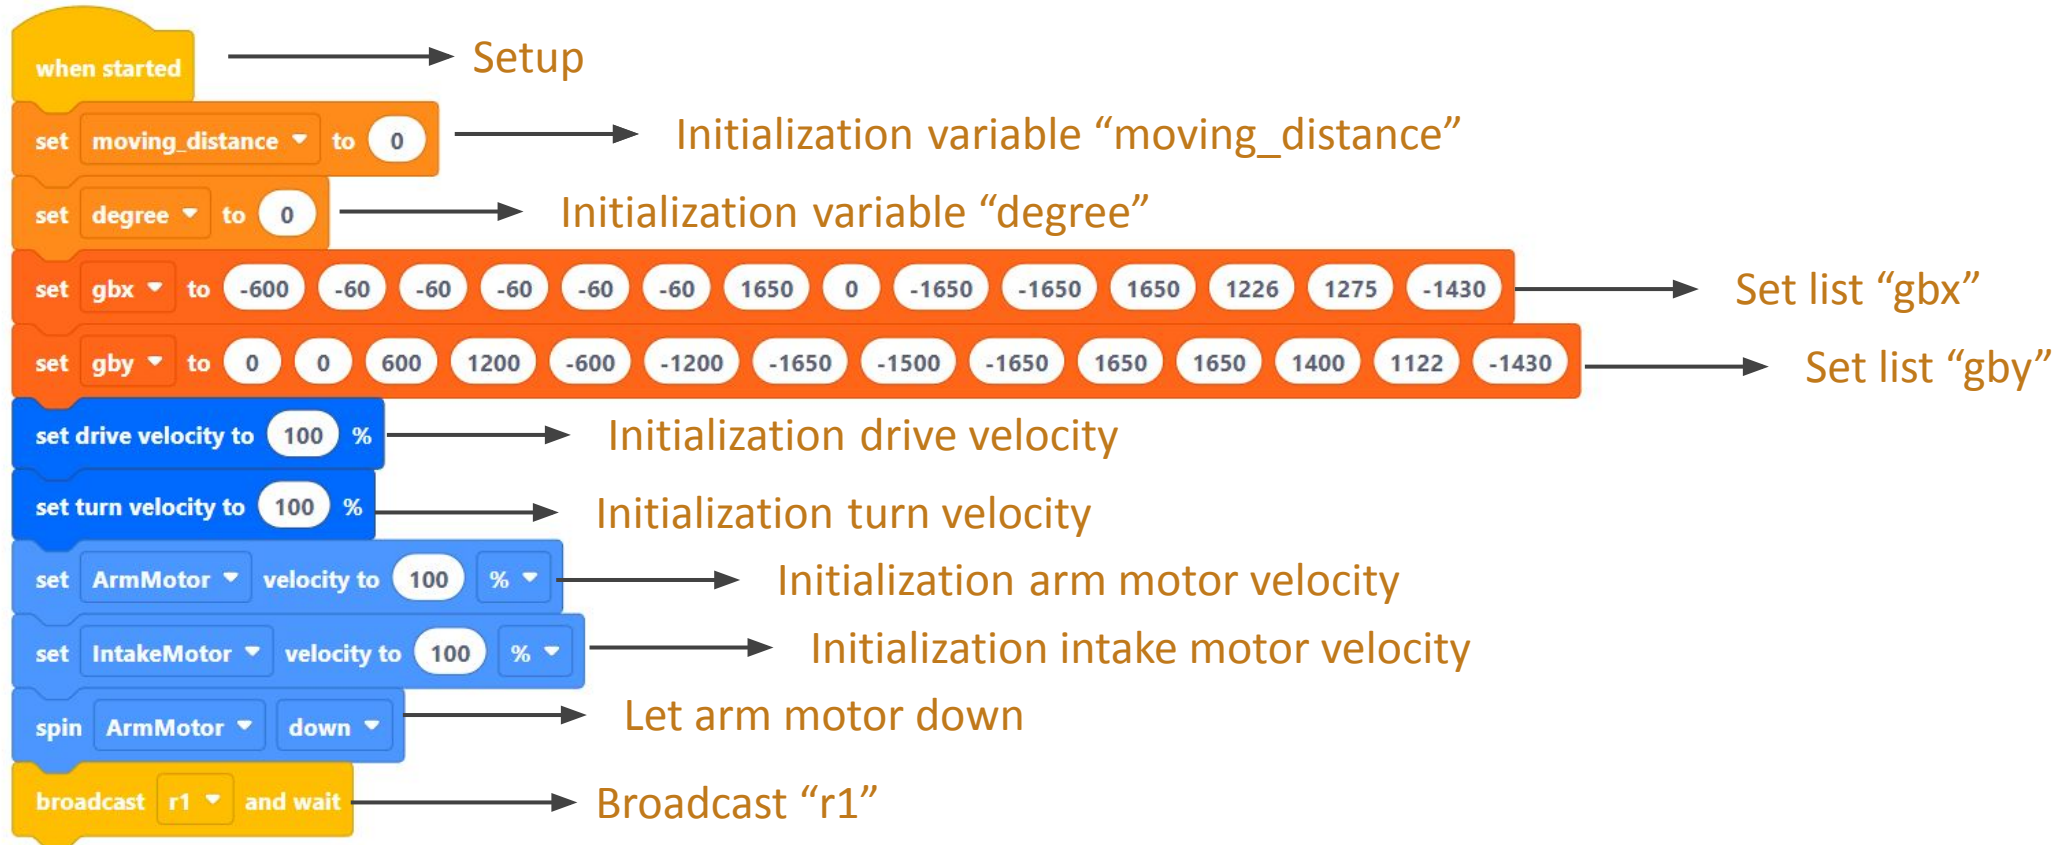 when started Setup
set moving_distance to 0 Initialization variable “moving_distance”
set degree to 0 Initialization variable “degree”
set gbx to -600 -60 -60 -60 -60 -60 1650 0 -1650 -1650 1650 1226 1275 -1430 Set list “gbx”
set gby to 0 0 600 1200 -600 -1200 -1650 -1500 -1650 1650 1650 1400 1122 -1430 Set list “gby”
set drive velocity to 100 % Initialization drive velocity
set turn velocity to 100 % Initialization turn velocity
set ArmMotor velocity to 100 % Initialization arm motor velocity
set IntakeMotor velocity to 100 % Initialization intake motor velocity
spin ArmMotor down Let arm motor down
broadcast r1 and wait Broadcast “r1”